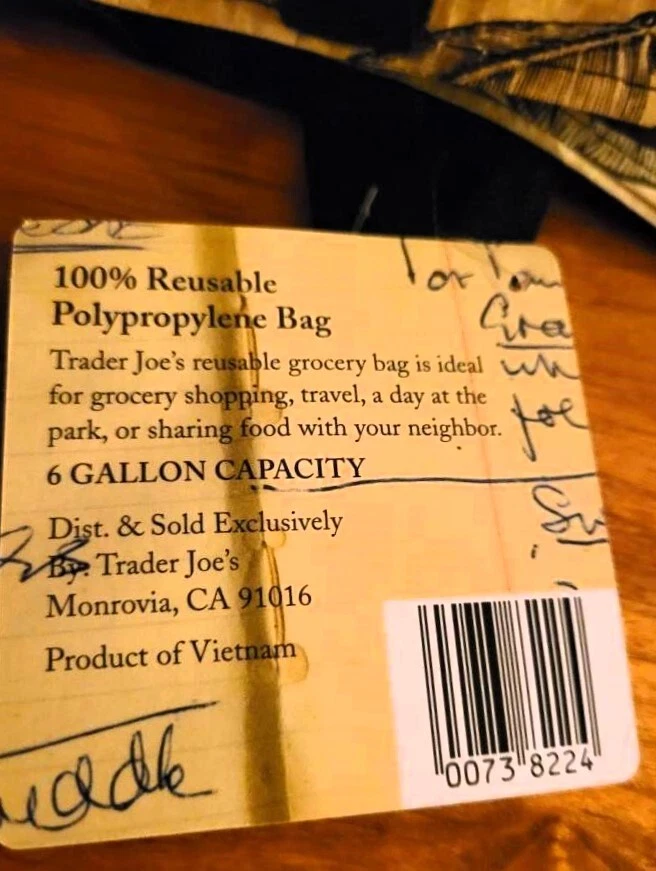 100% Reusable
Polypropylene Bag
Trader Joe's reusable grocery bag is ideal
for grocery shopping, travel, a day at the
park, or sharing food with your neighbor.
6 GALLON CAPACITY
Dist. & Sold Exclusively
By: Trader Joe's
Monrovia, CA 91016
Product of Vietnam
0073 8224